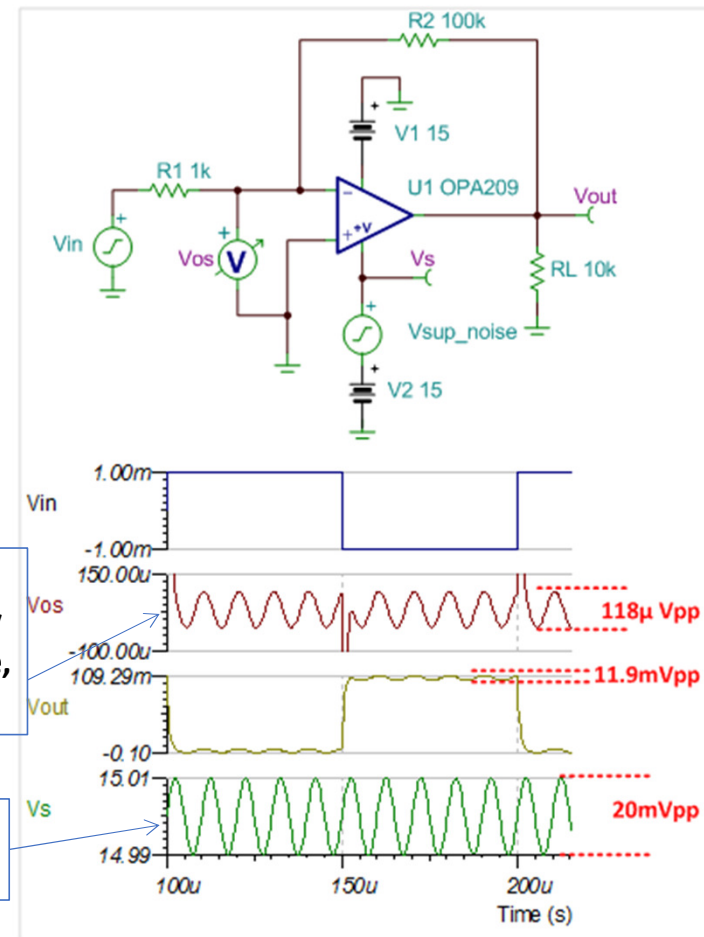 R2 100k
+
V1 15
R1 1k
U1 OPA209
Vout
+
Vin
+
Vos
V
−
+
+V
Vs
RL 10k
+
Vsup_noise
+
V2 15
Vin
1.00m
-1.00m
Vos
150.00u
-100.00u
118µ Vpp
,
e,
Vout
109.29m
-0.10
11.9mVpp
Vs
15.01
14.99
20mVpp
100u
150u
200u
Time (s)